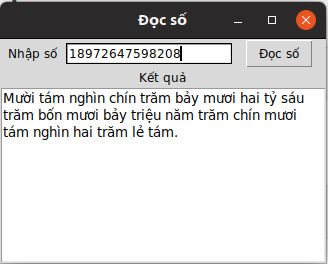 Đọc số
Nhập số 18972647598208 Đọc số
Kết quả
Mười tám nghìn chín trăm bảy mươi hai tỷ sáu
trăm bốn mươi bảy triệu năm trăm chín mươi
tám nghìn hai trăm lẻ tám.